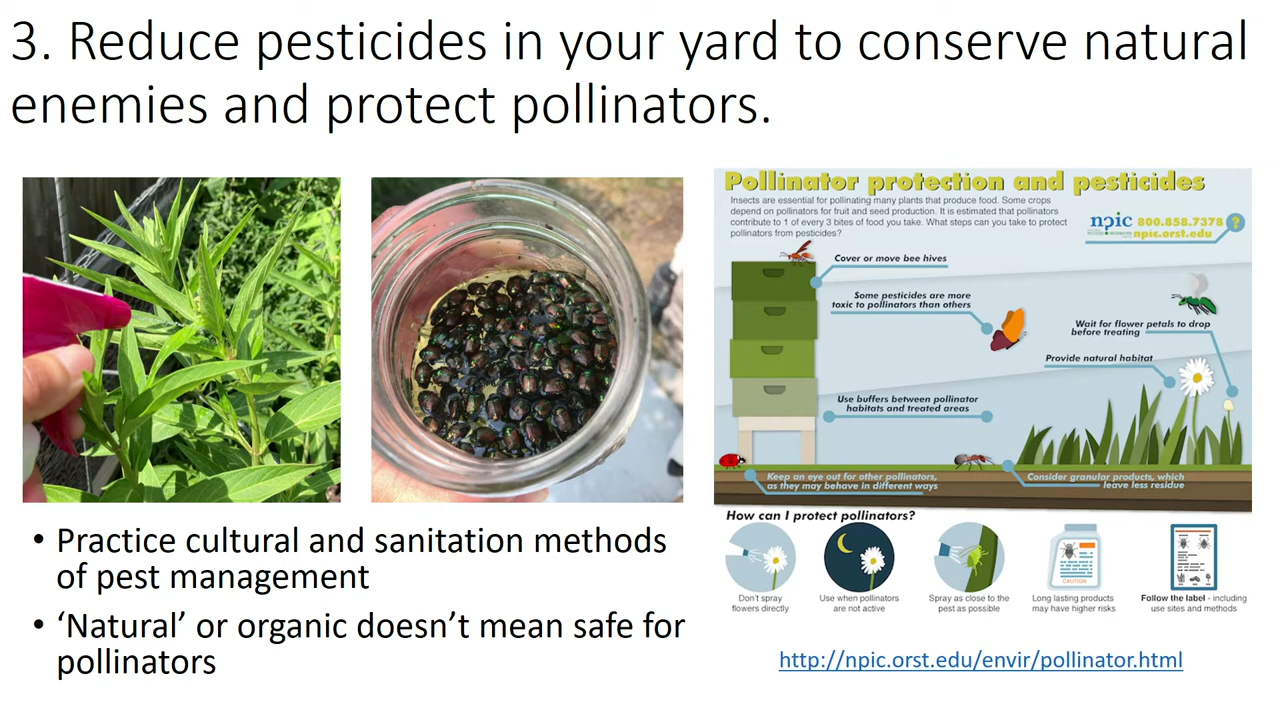 3. Reduce pesticides in your yard to conserve natural
enemies and protect pollinators.
Pollinator protection and pesticides
Insects are essential for pollinating many plants that produce food. Some crops
depend on pollinators for fruit and seed production. It is estimated that pollinators
contribute to 1 of every 3 bites of food you take. What steps can you take to protect
pollinators from pesticides?
npic
800.858.7378
npic.orst.edu
?
Cover or move bee hives
Some pesticides are more
toxic to pollinators than others
Wait for flower petals to drop
before treating
Provide natural habitat
Use buffers between pollinator
habitats and treated areas
Keep an eye out for other pollinators,
as they may behave in different ways
Consider granular products, which
leave less residue
How can I protect pollinators?
CAUTION
Don't spray
flowers directly
Use when pollinators
are not active
Spray as close to the
pest as possible
Long lasting products
may have higher risks
Follow the label - including
use sites and methods
• Practice cultural and sanitation methods
of pest management
• ‘Natural’ or organic doesn’t mean safe for
pollinators
http://npic.orst.edu/envir/pollinator.html